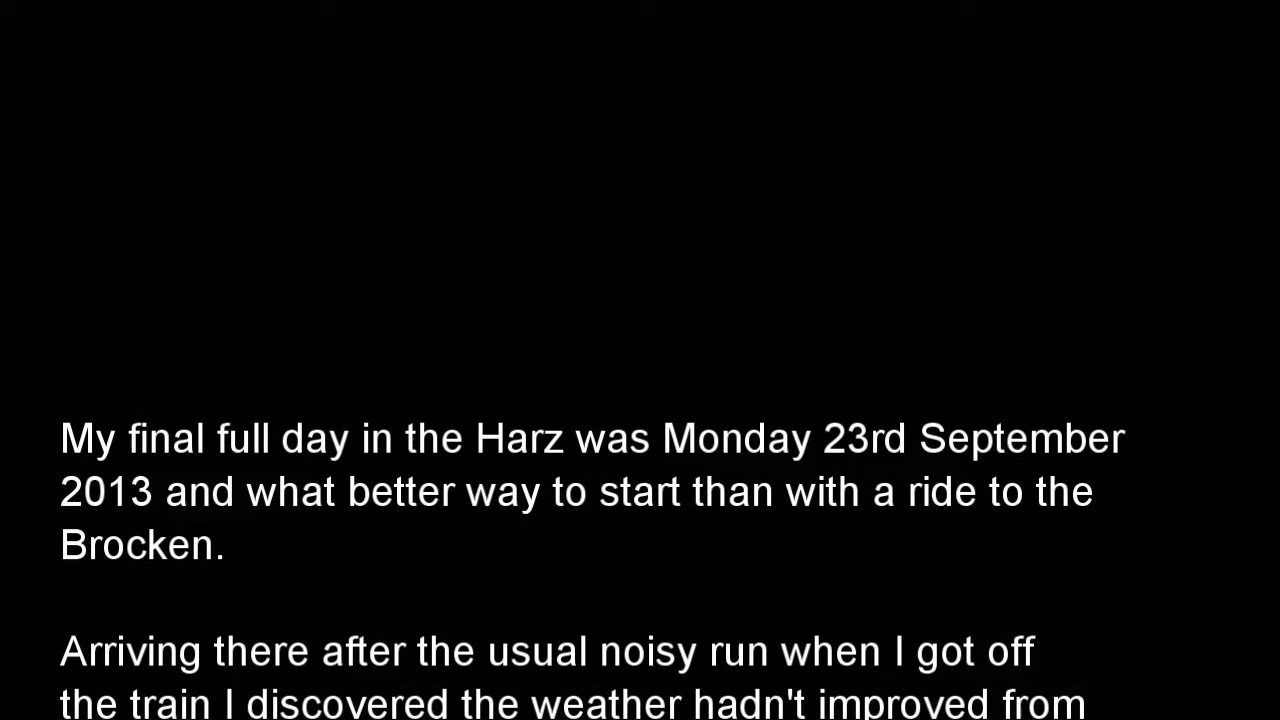 My final full day in the Harz was Monday 23rd September
2013 and what better way to start than with a ride to the
Brocken.
Arriving there after the usual noisy run when I got off
the train I discovered the weather hadn't improved from